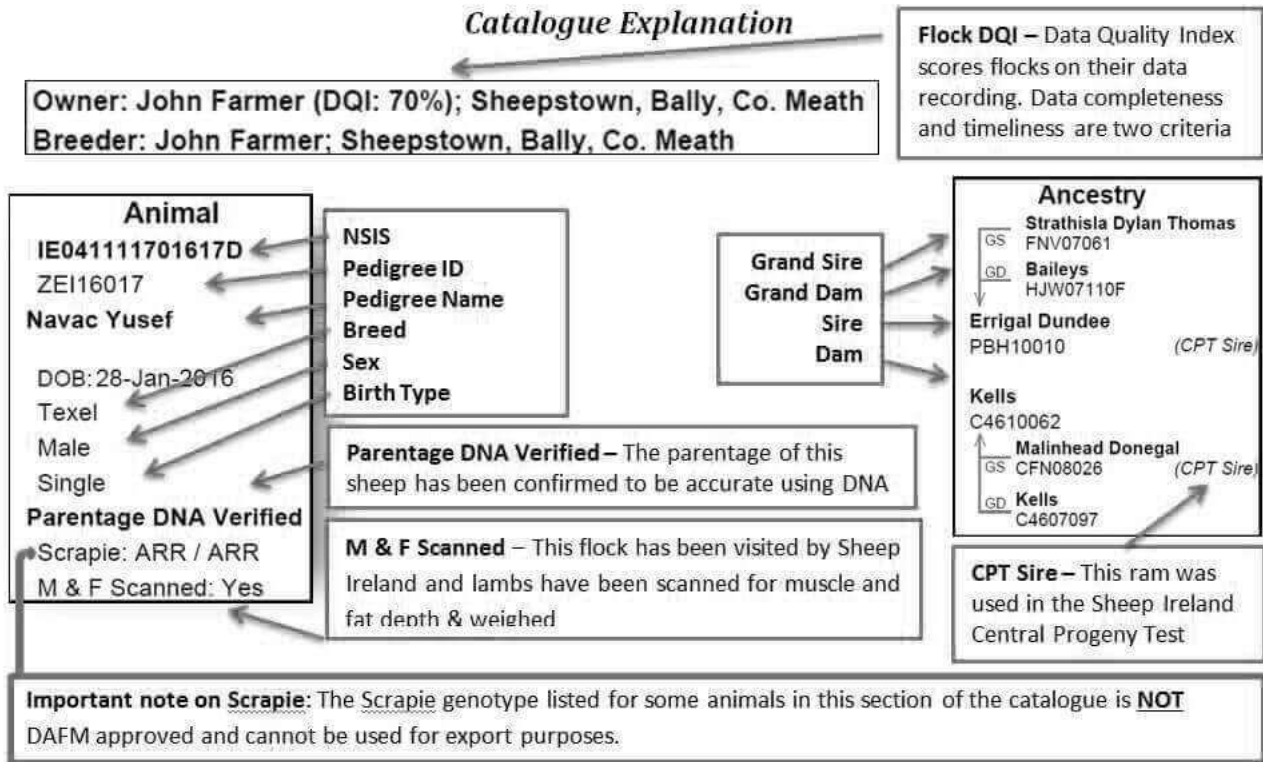 Catalogue Explanation
Flock DQI – Data Quality Index
scores flocks on their data
recording. Data completeness
and timeliness are two criteria
Owner: John Farmer (DQI: 70%); Sheepstown, Bally, Co. Meath
Breeder: John Farmer; Sheepstown, Bally, Co. Meath
Animal
IE041111701617D
ZEI16017
Navac Yusef
DOB: 28-Jan-2016
Texel
Male
Single
Parentage DNA Verified
Scrapie: ARR / ARR
M & F Scanned: Yes
NSIS
Pedigree ID
Pedigree Name
Breed
Sex
Birth Type
Parentage DNA Verified – The parentage of this
sheep has been confirmed to be accurate using DNA
M & F Scanned – This flock has been visited by Sheep
Ireland and lambs have been scanned for muscle and
fat depth & weighed
Grand Sire
Grand Dam
Sire
Dam
Ancestry
Strathisla Dylan Thomas
GS FNV07061
GD Baileys
HJW07110F
Errigal Dundee
PBH10010 (CPT Sire)
Kells
C4610062
Malinhead Donegal
GS CFN08026 (CPT Sire)
GD Kells
C4607097
CPT Sire – This ram was
used in the Sheep Ireland
Central Progeny Test
Important note on Scrapie: The Scrapie genotype listed for some animals in this section of the catalogue is NOT
DAFM approved and cannot be used for export purposes.